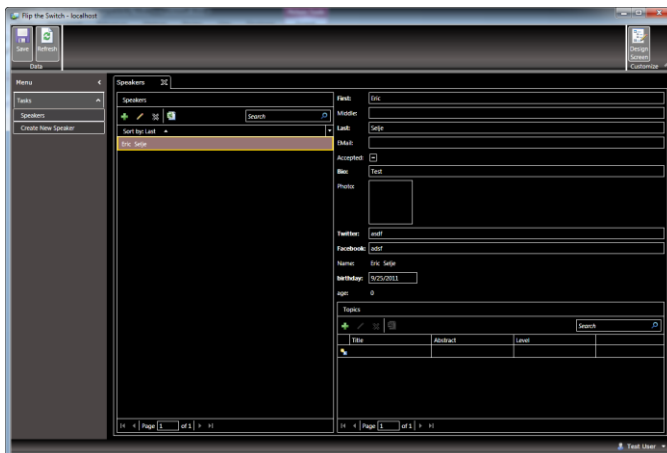 Flip the Switch - localhost
Save
Refresh
Data
Design Screen
Customize
Menu
Tasks
Speakers
Create New Speaker
Speakers
Speakers
Search
Sort by: Last
Eric Selje
Page 1 of 1
First: Eric
Middle:
Last: Selje
EMail:
Accepted:
Bio: Test
Photo:
Twitter: asdf
Facebook: adsf
Name: Eric Selje
birthday: 9/25/2011
age: 0
Topics
Search
Title Abstract Level
Page 1 of 1
Test User